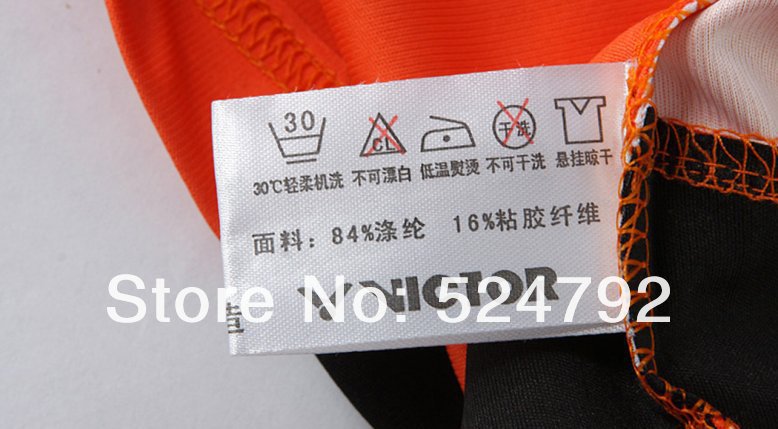 30 CL 干洗
30℃轻柔机洗 不可漂白 低温熨烫 不可干洗 悬挂晾干
面料：84%涤纶 16%粘胶纤维
Store No: 524792